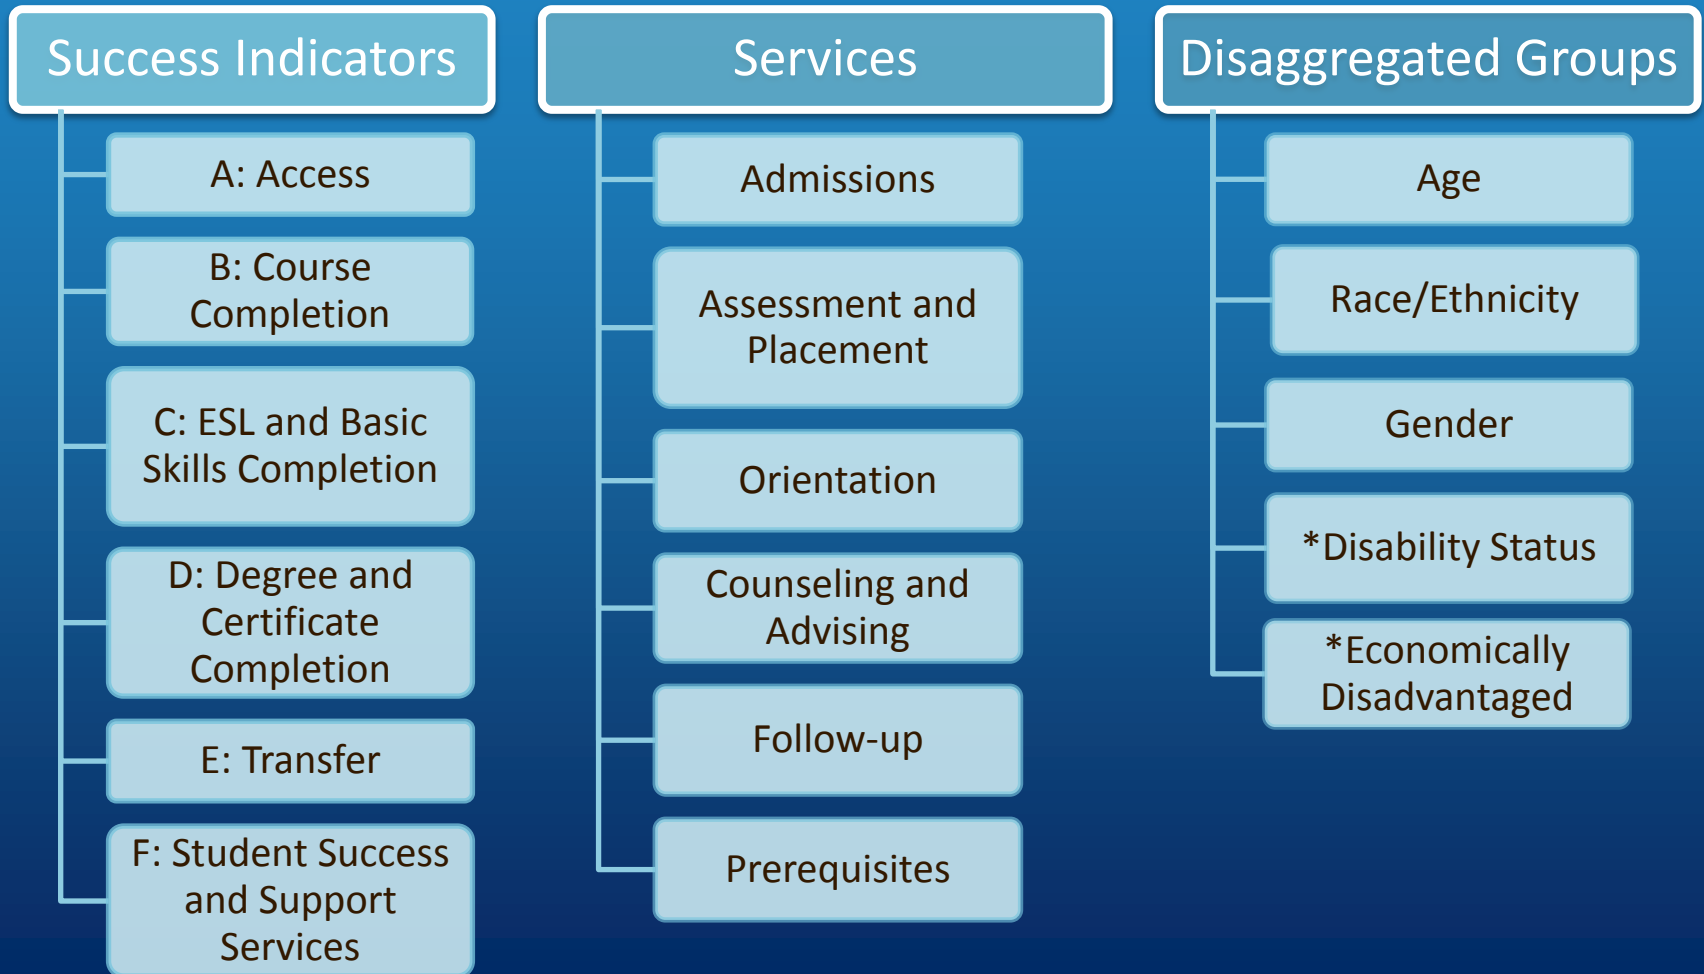 Success Indicators
A: Access
B: Course
Completion
C: ESL and Basic
Skills Completion
D: Degree and
Certificate
Completion
E: Transfer
F: Student Success
and Support
Services
Services
Admissions
Assessment and
Placement
Orientation
Counseling and
Advising
Follow-up
Prerequisites
Disaggregated Groups
Age
Race/Ethnicity
Gender
*Disability Status
*Economically
Disadvantaged